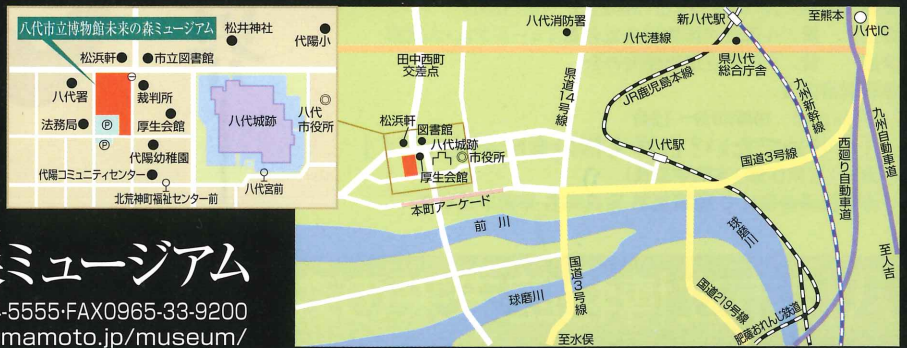 八代市立博物館未来の森ミュージアム
松井神社
代陽小
松浜軒
市立図書館
八代署
裁判所
法務局
厚生会館
八代城跡
八代
市役所
P
P
代陽幼稚園
代陽コミュニティセンター
八代宮前
北荒神町福祉センター前
ミュージアム
-5555・FAX0965-33-9200
mamoto.jp/museum/
八代消防署
新八代駅
至熊本
八代IC
八代港線
田中西町
交差点
県道14号線
JR鹿児島本線
県八代
総合庁舎
九州新幹線
九州自動車道
西廻り自動車道
松浜軒
図書館
八代城跡
市役所
厚生会館
八代駅
国道3号線
本町アーケード
前川
球磨川
至人吉
国道3号線
球磨川
国道219号線
肥薩おれんじ鉄道
至水俣